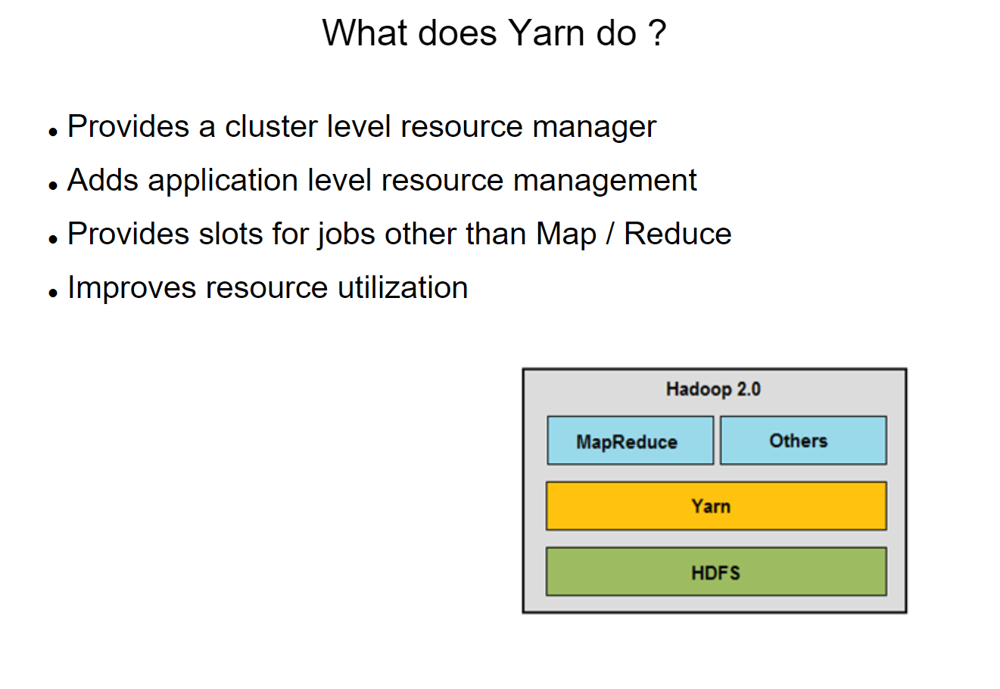 What does Yarn do ?
● Provides a cluster level resource manager
● Adds application level resource management
● Provides slots for jobs other than Map / Reduce
● Improves resource utilization
Hadoop 2.0
MapReduce Others
Yarn
HDFS